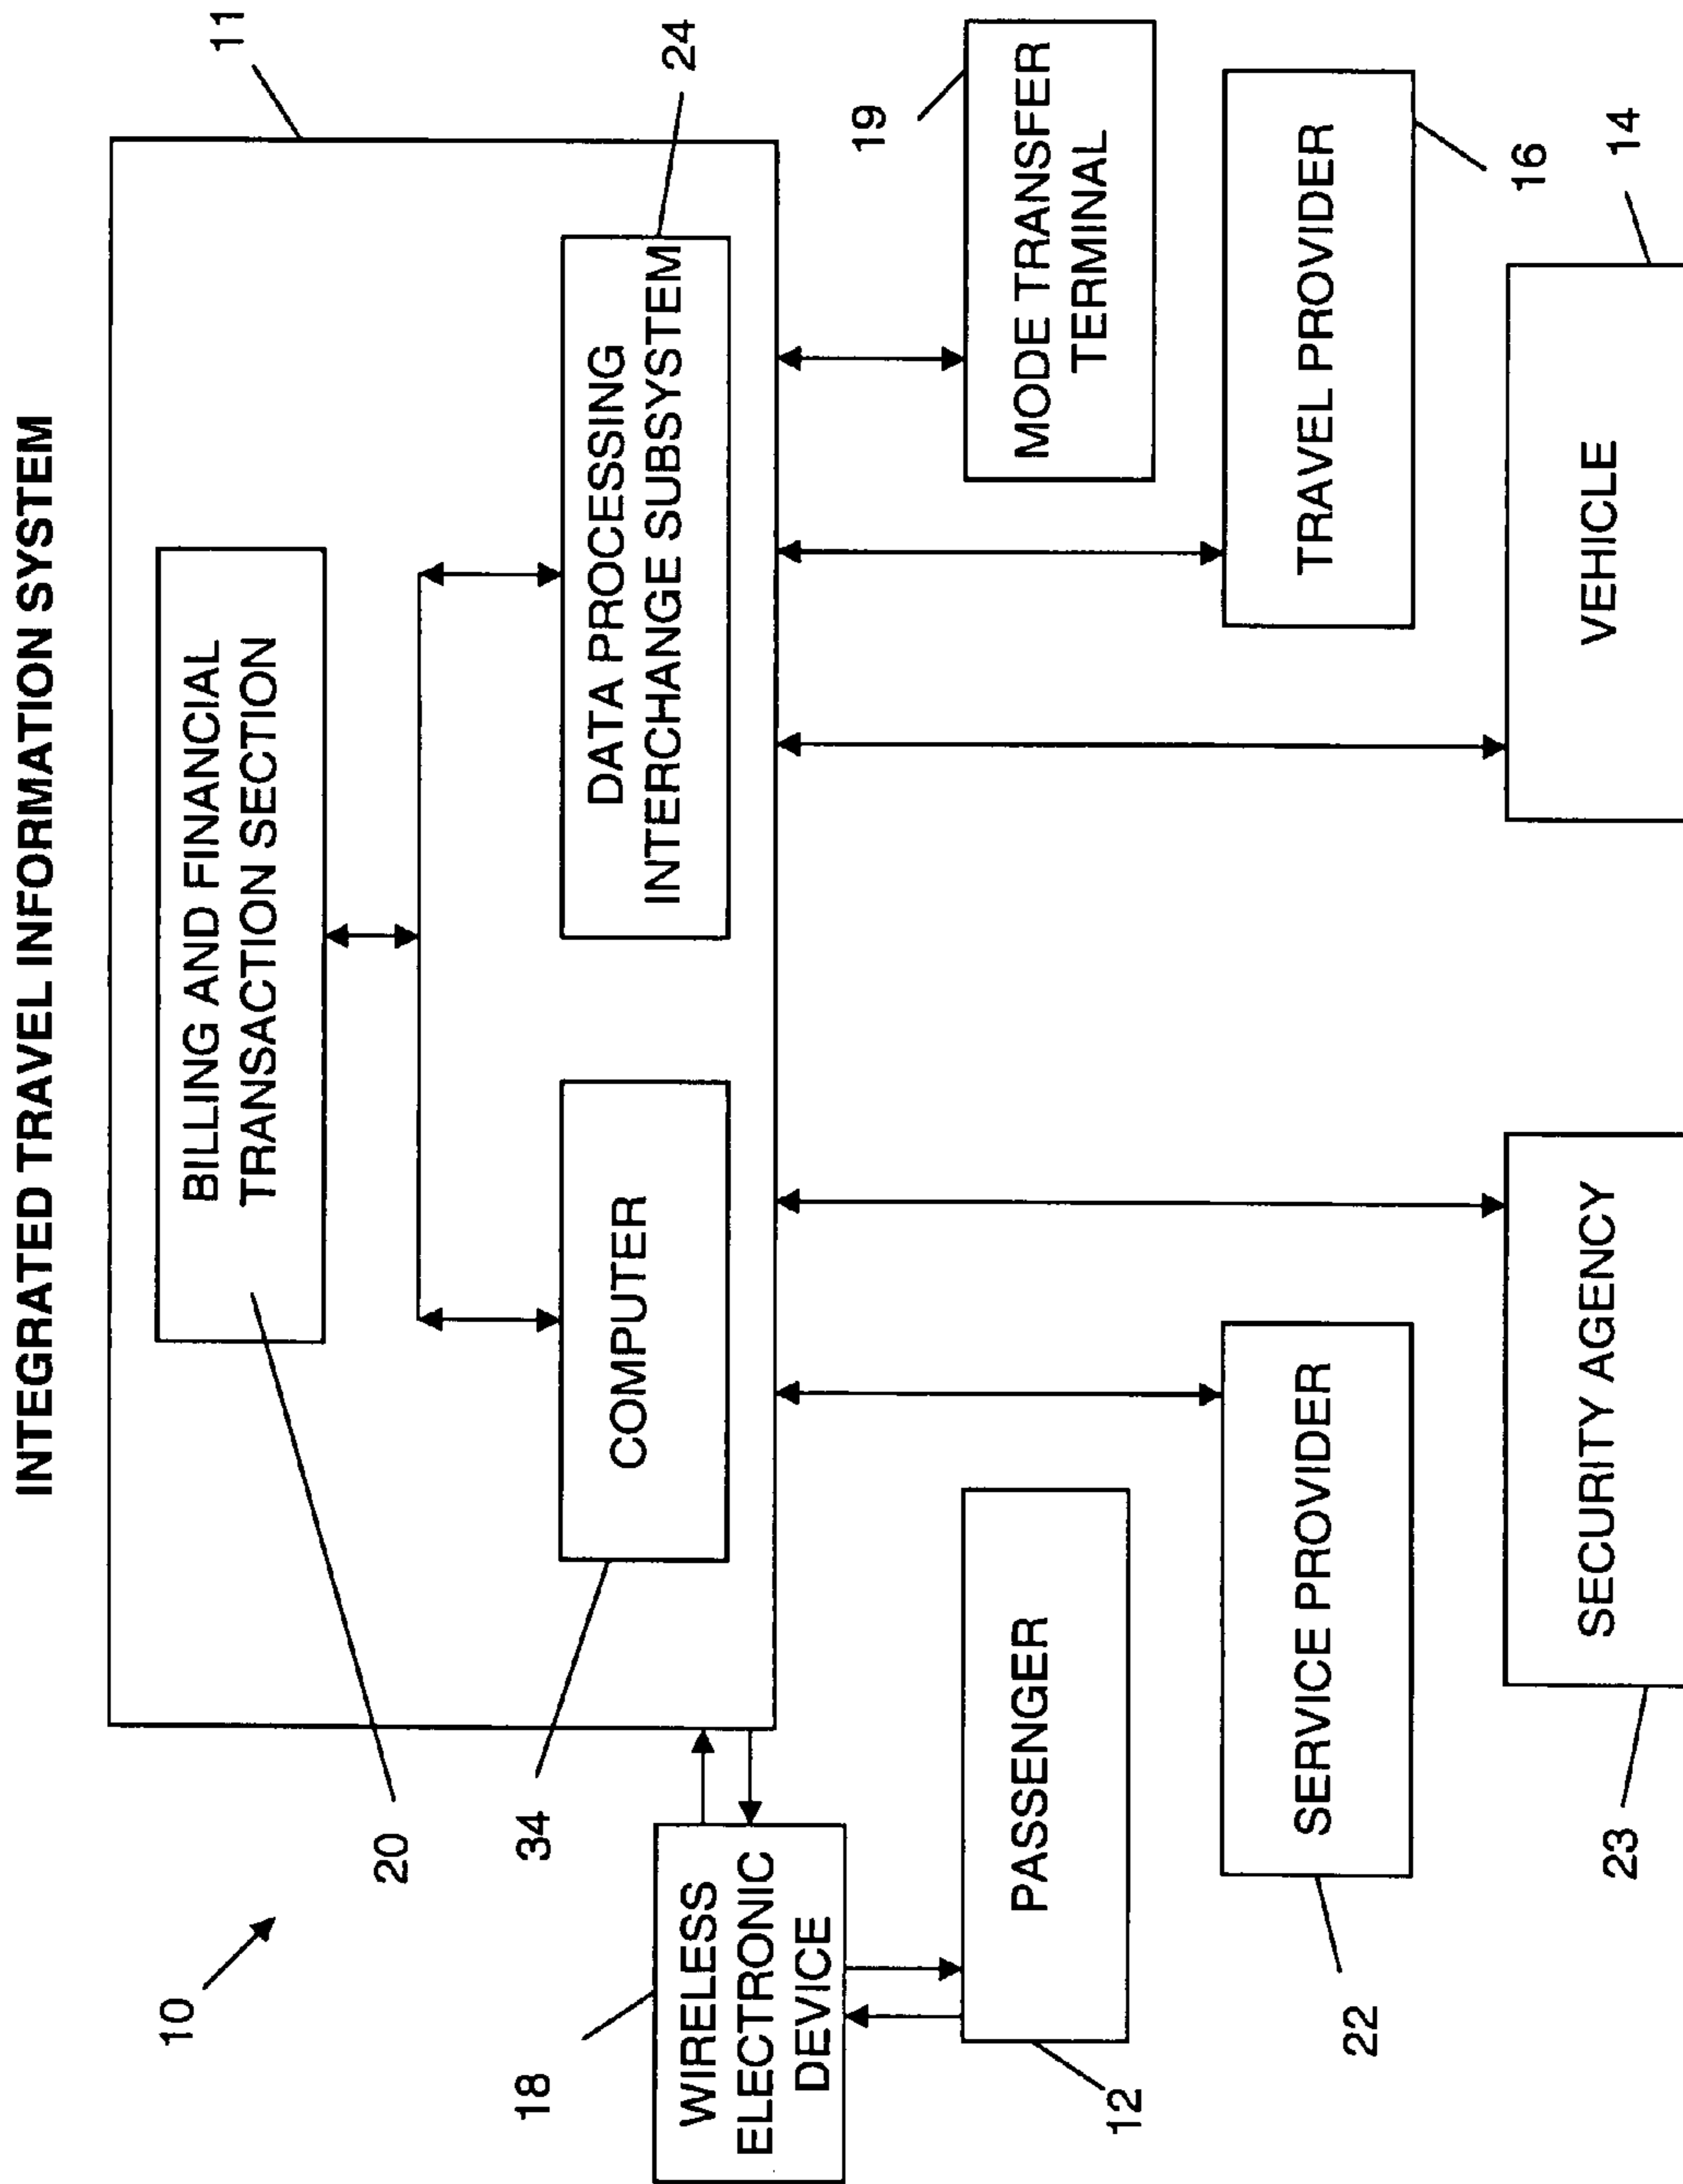 INTEGRATED TRAVEL INFORMATION SYSTEM
10
11
20
BILLING AND FINANCIAL
TRANSACTION SECTION
34
COMPUTER
DATA PROCESSING
INTERCHANGE SUBSYSTEM
24
18
WIRELESS
ELECTRONIC
DEVICE
19
MODE TRANSFER
TERMINAL
12
PASSENGER
TRAVEL PROVIDER
16
22
SERVICE PROVIDER
VEHICLE
14
23
SECURITY AGENCY